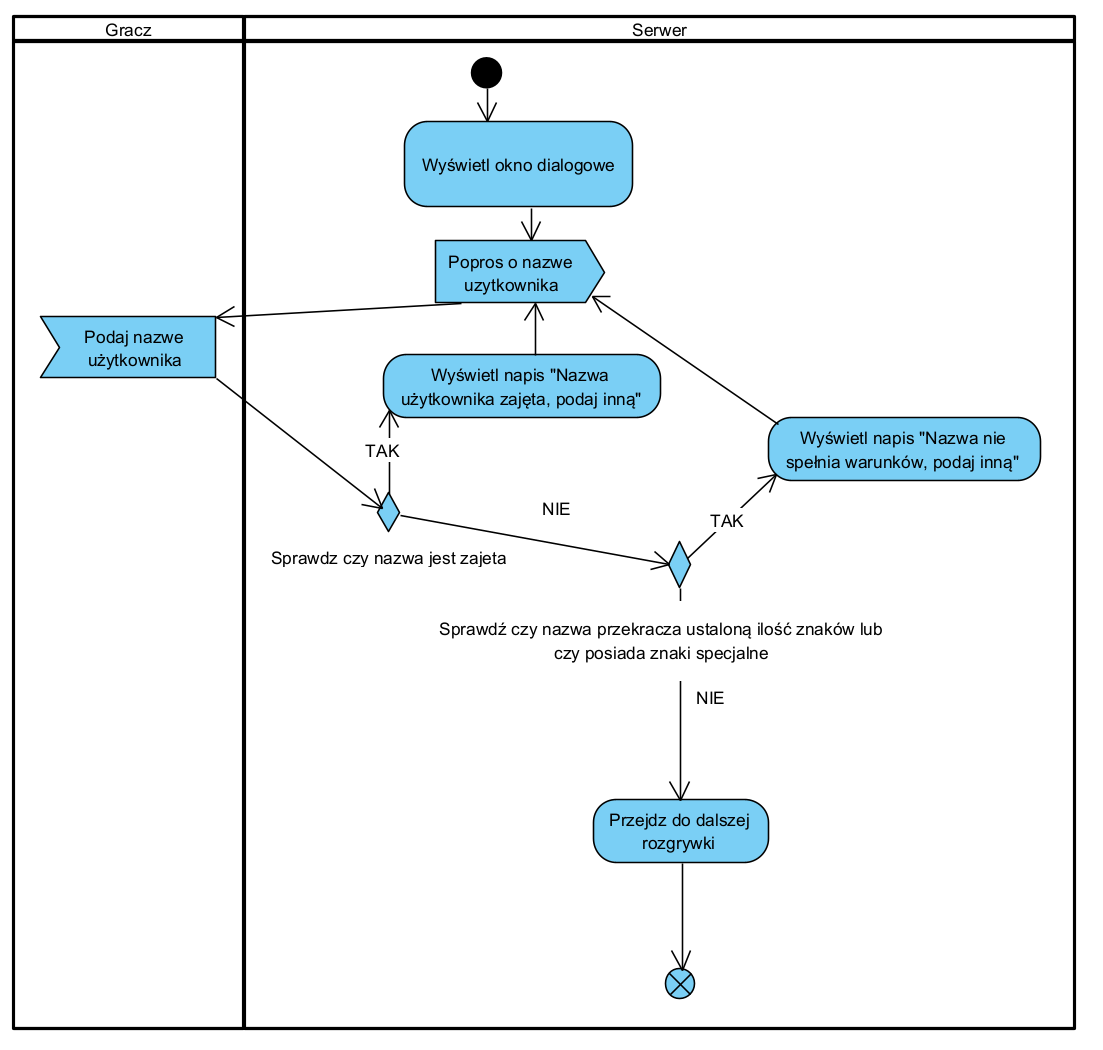 Gracz
Serwer
Wyświetl okno dialogowe
Popros o nazwe
uzytkownika
Podaj nazwe
użytkownika
Wyświetl napis "Nazwa
użytkownika zajęta, podaj inną"
Wyświetl napis "Nazwa nie
spełnia warunków, podaj inną"
TAK
NIE
TAK
Sprawdz czy nazwa jest zajeta
Sprawdź czy nazwa przekracza ustaloną ilość znaków lub
czy posiada znaki specjalne
NIE
Przejdz do dalszej
rozgrywki